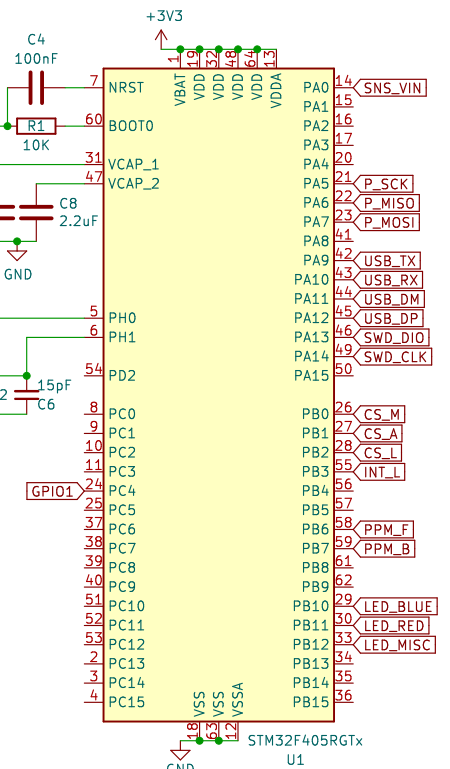 +3V3
C4
100nF
1 19 32 48 64 13
VBAT VDD VDD VDD VDD VDDA
7 NRST PA0 14 SNS_VIN
PA1 15
R1 60 BOOT0 PA2 16
10K PA3 17
31 VCAP_1 PA4 20
47 VCAP_2 PA5 21 P_SCK
C8 PA6 22 P_MISO
2.2uF PA7 23 P_MOSI
PA8 41
GND PA9 42 USB_TX
PA10 43 USB_RX
PA11 44 USB_DM
5 PH0 PA12 45 USB_DP
6 PH1 PA13 46 SWD_DIO
PA14 49 SWD_CLK
54 PD2 PA15 50
15pF
2 C6
8 PC0 PB0 26 CS_M
9 PC1 PB1 27 CS_A
10 PC2 PB2 28 CS_L
11 PC3 PB3 55 INT_L
GPIO1 24 PC4 PB4 56
25 PC5 PB5 57
37 PC6 PB6 58 PPM_F
38 PC7 PB7 59 PPM_B
39 PC8 PB8 61
40 PC9 PB9 62
51 PC10 PB10 29 LED_BLUE
52 PC11 PB11 30 LED_RED
53 PC12 PB12 33 LED_MISC
2 PC13 PB13 34
3 PC14 PB14 35
4 PC15 PB15 36
VSS VSS VSSA
18 63 12
STM32F405RGTx
GND U1